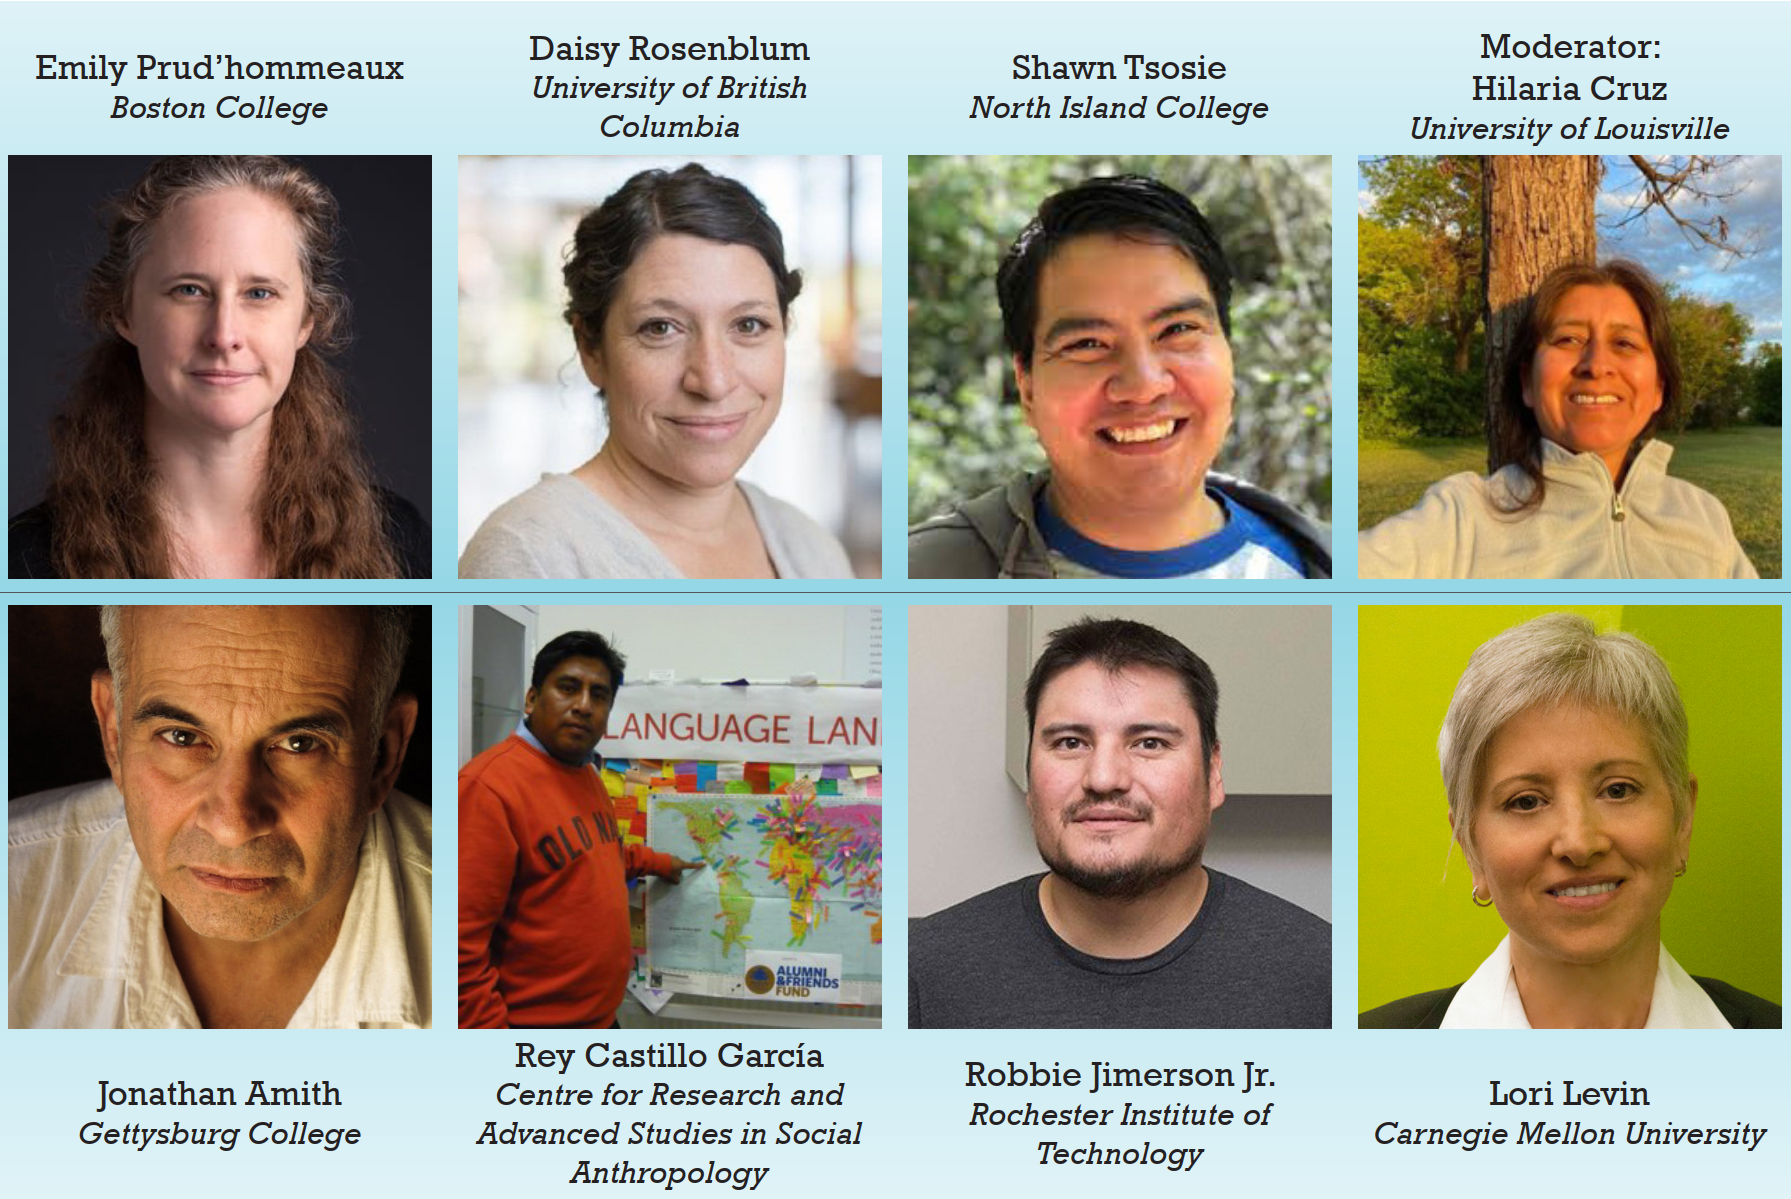 Emily Prud’hommeaux
Boston College
Daisy Rosenblum
University of British
Columbia
Shawn Tsosie
North Island College
Moderator:
Hilaria Cruz
University of Louisville
LANGUAGE LAN
OLD NA
ALUMNI
&FRIENDS
FUND
Jonathan Amith
Gettysburg College
Rey Castillo García
Centre for Research and
Advanced Studies in Social
Anthropology
Robbie Jimerson Jr.
Rochester Institute of
Technology
Lori Levin
Carnegie Mellon University